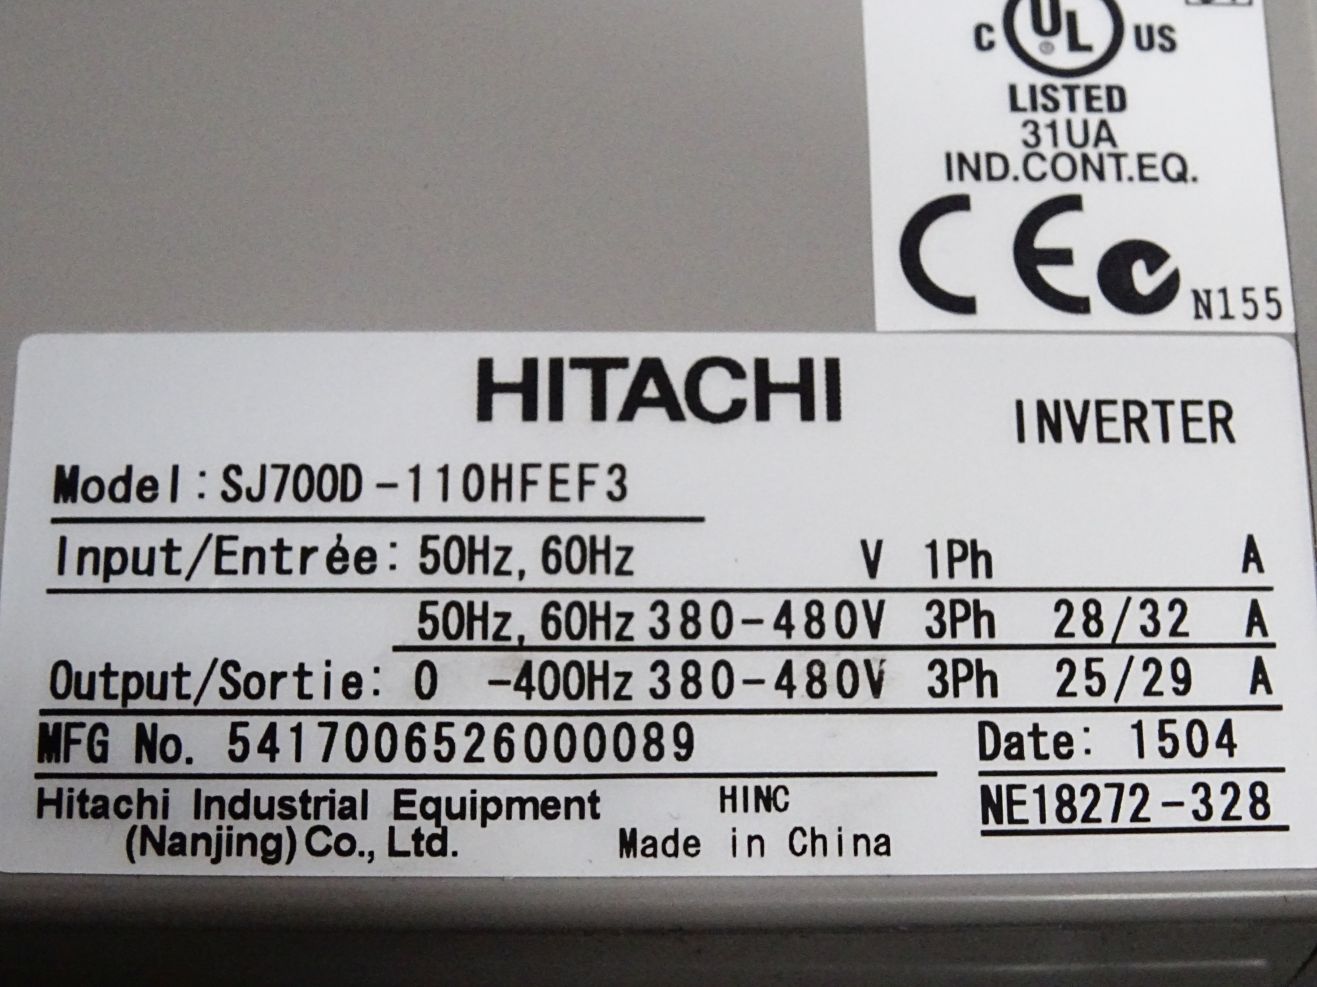 C UL US
®
LISTED
31UA
IND.CONT.EQ.
CE N155
HITACHI
INVERTER
Model:SJ700D-110HFEF3
Input/Entrée: 50Hz, 60Hz V 1Ph A
50Hz, 60Hz 380-480V 3Ph 28/32 A
Output/Sortie: 0 -400Hz 380-480V 3Ph 25/29 A
MFG No. 5417006526000089 Date: 1504
Hitachi Industrial Equipment HINC NE18272-328
(Nanjing) Co., Ltd. Made in China